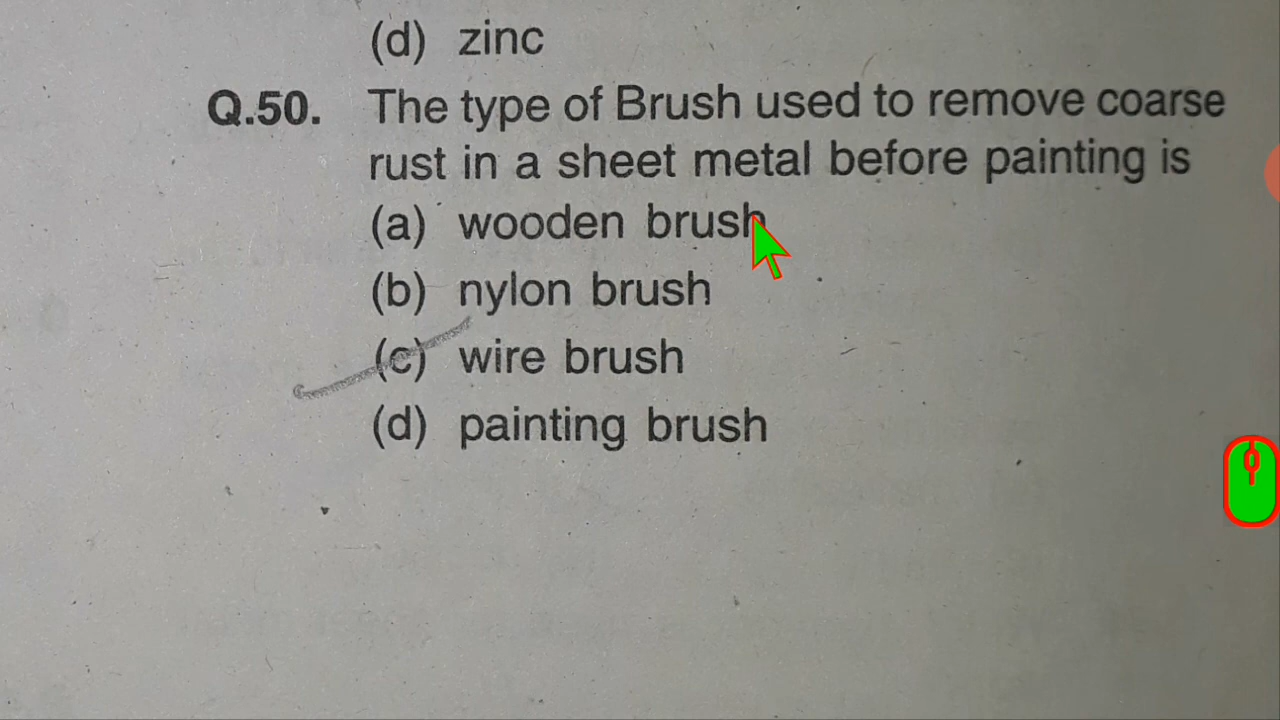 (d) zinc
Q.50. The type of Brush used to remove coarse
rust in a sheet metal before painting is
(a) wooden brush
(b) nylon brush
(c) wire brush
(d) painting brush